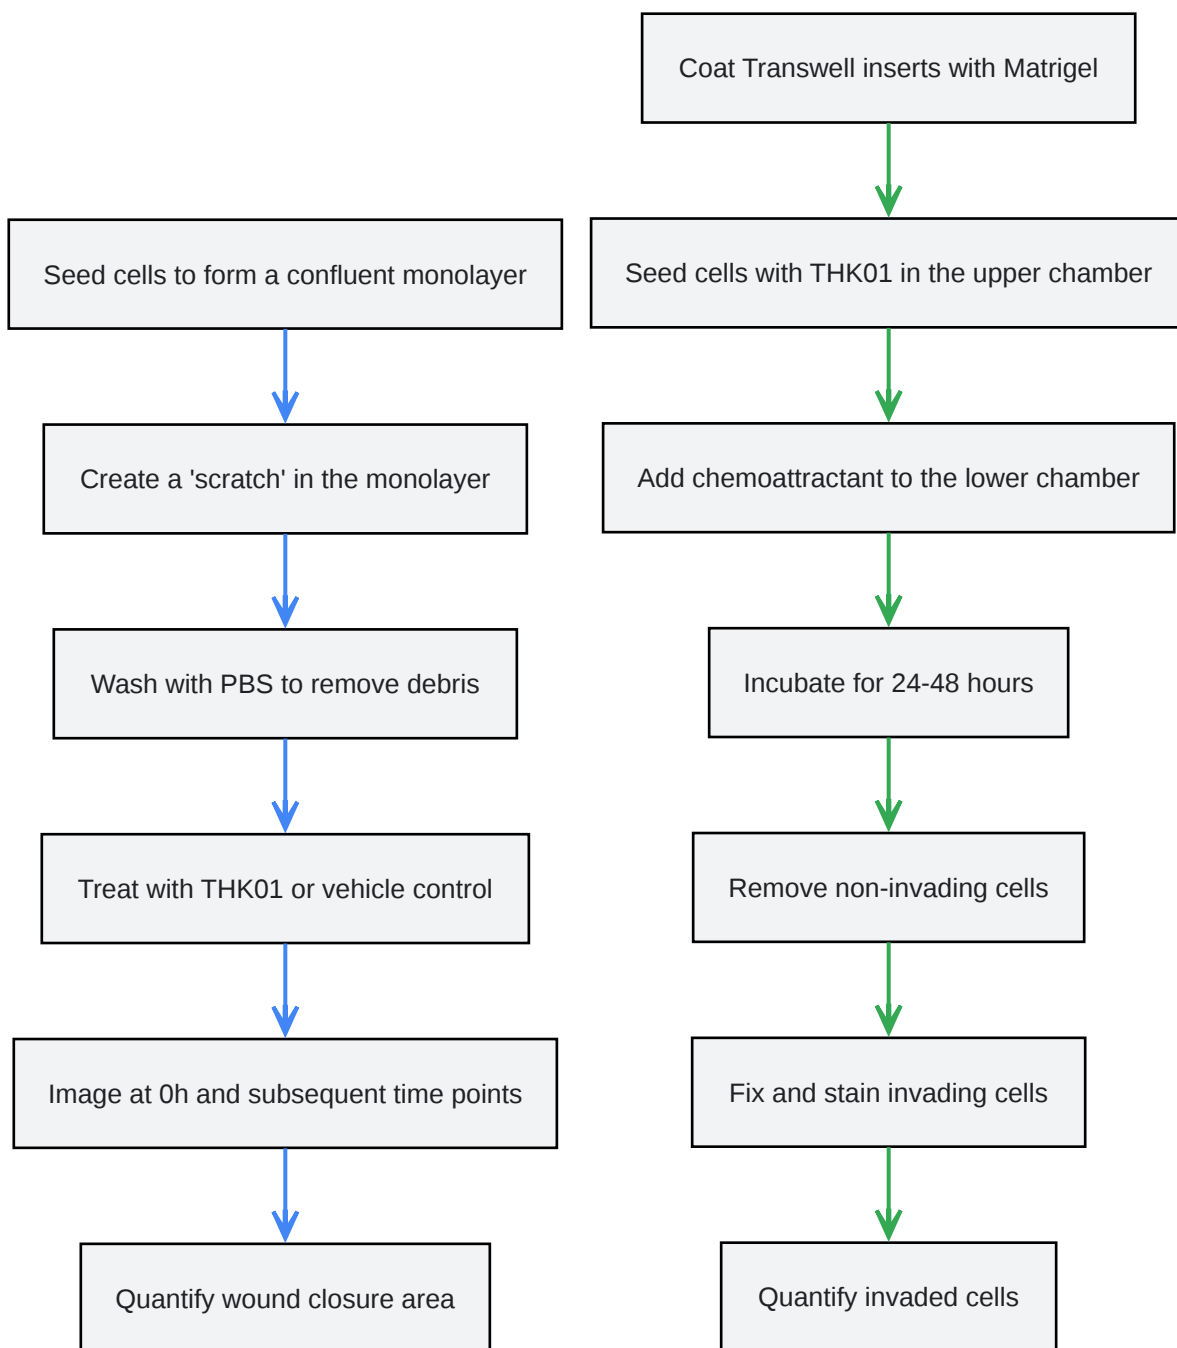 Coat Transwell inserts with Matrigel
Seed cells to form a confluent monolayer
Seed cells with THK01 in the upper chamber
Create a 'scratch' in the monolayer
Add chemoattractant to the lower chamber
Wash with PBS to remove debris
Incubate for 24-48 hours
Treat with THK01 or vehicle control
Remove non-invading cells
Image at 0h and subsequent time points
Fix and stain invading cells
Quantify wound closure area
Quantify invaded cells